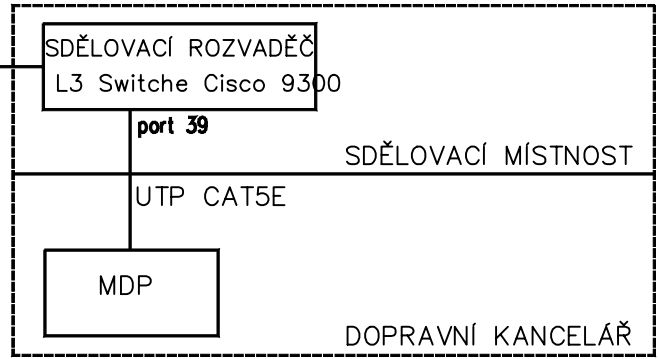 SDĚLOVACÍ ROZVADĚČ
L3 Switche Cisco 9300
port 39
SDĚLOVACÍ MÍSTNOST
UTP CAT5E
MDP
DOPRAVNÍ KANCELÁŘ